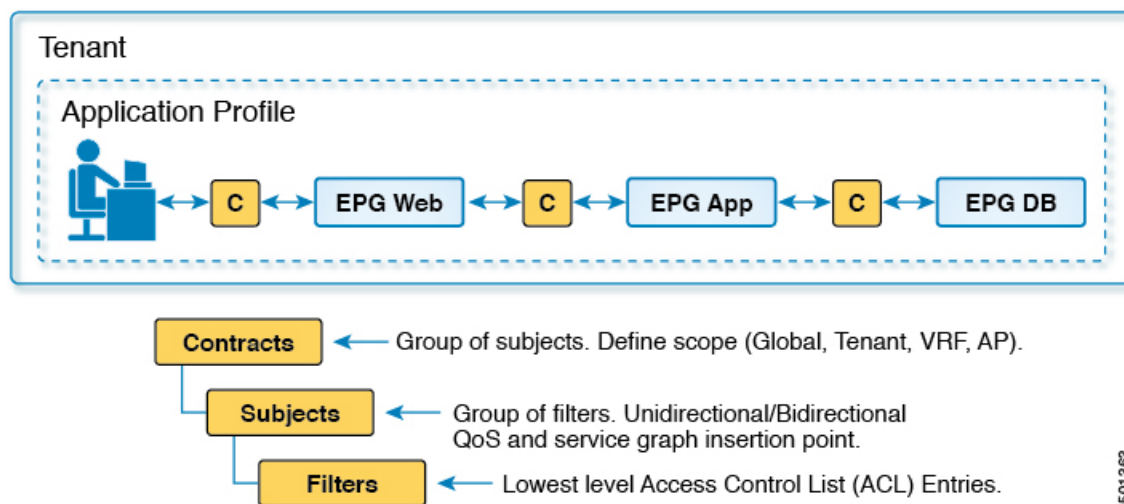 Tenant
Application Profile
C
EPG Web
C
EPG App
C
EPG DB
Contracts
Group of subjects. Define scope (Global, Tenant, VRF, AP).
Subjects
Group of filters. Unidirectional/Bidirectional
QoS and service graph insertion point.
Filters
Lowest level Access Control List (ACL) Entries.